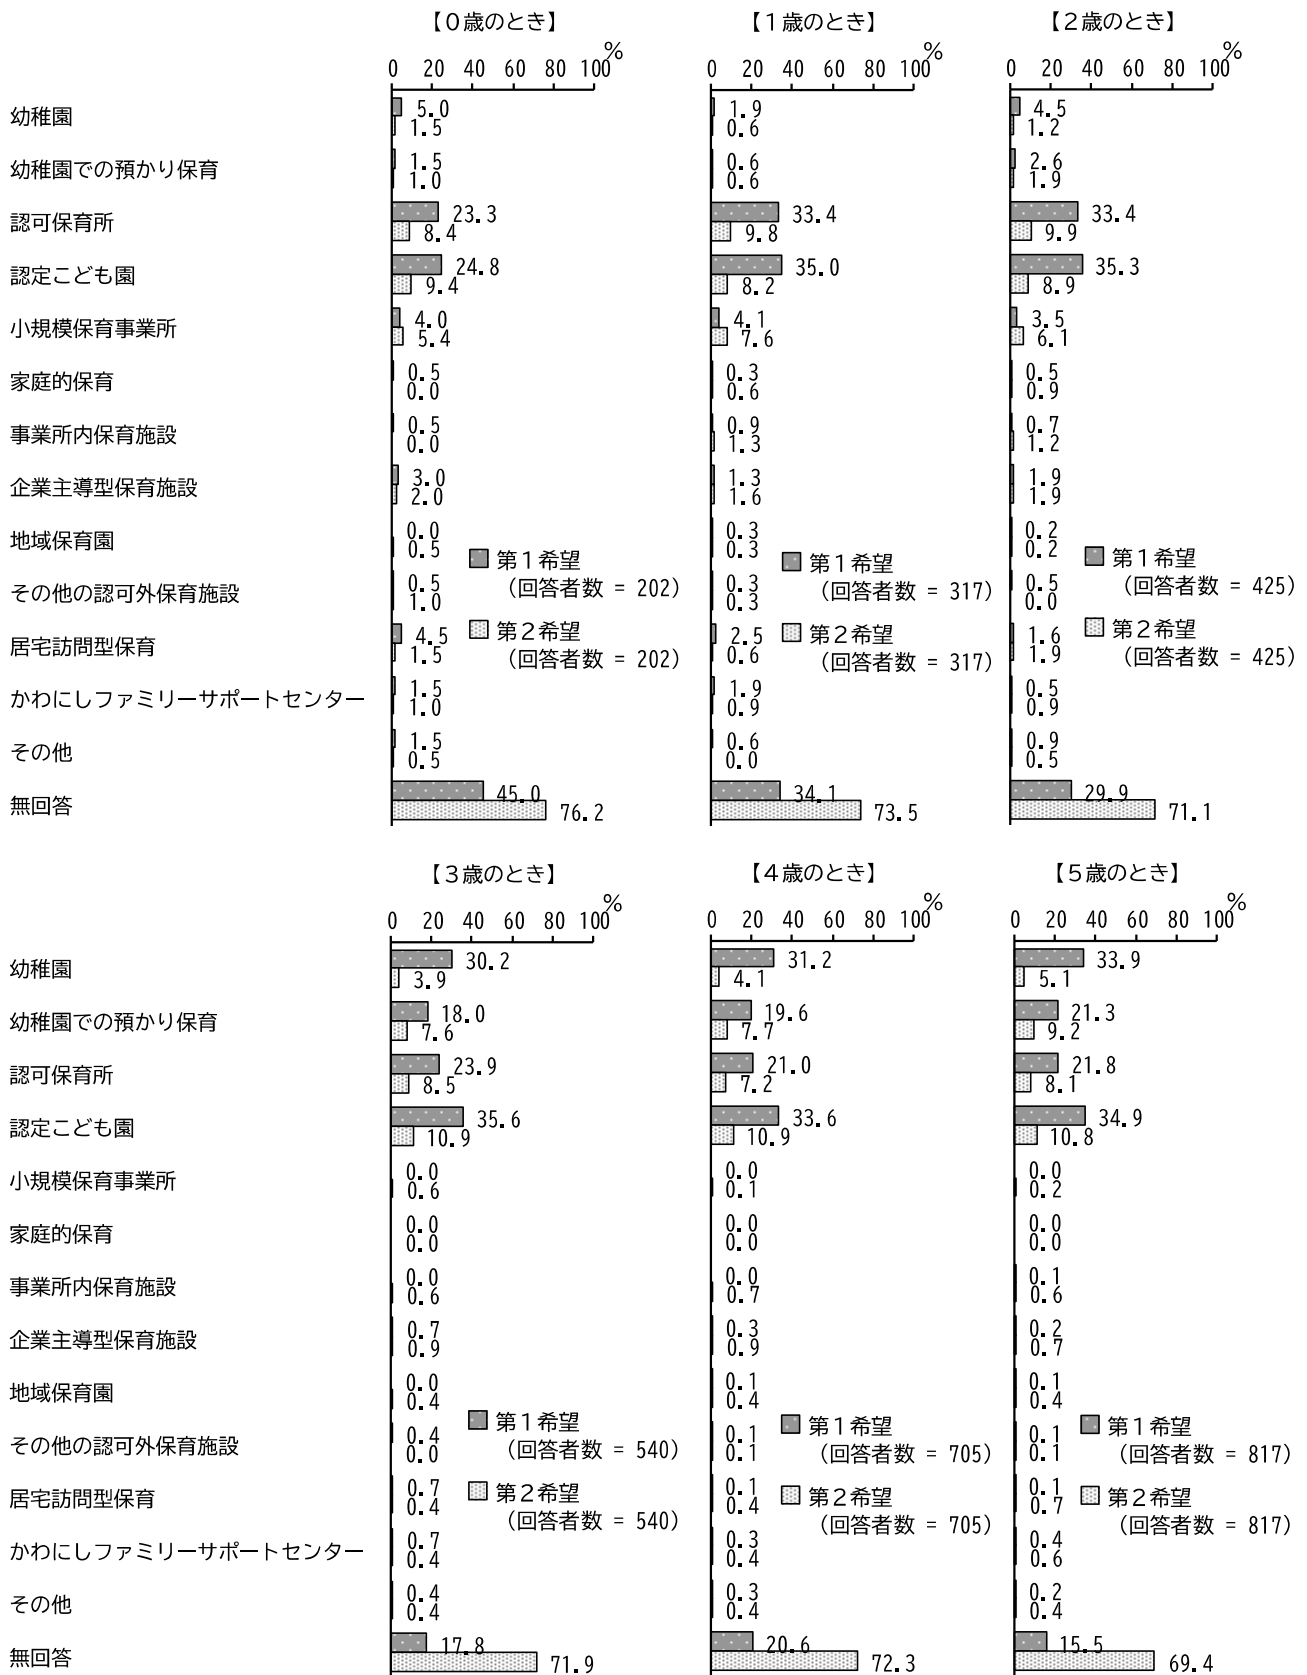 【０歳のとき】 【１歳のとき】 【２歳のとき】
% % %
0 20 40 60 80 100 0 20 40 60 80 100 0 20 40 60 80 100
幼稚園 5.0 1.9 4.5
1.5 0.6 1.2
幼稚園での預かり保育 1.5 0.6 2.6
1.0 0.6 1.9
認可保育所 23.3 33.4 33.4
8.4 9.8 9.9
認定こども園 24.8 35.0 35.3
9.4 8.2 8.9
小規模保育事業所 4.0 4.1 3.5
5.4 7.6 6.1
家庭的保育 0.5 0.3 0.5
0.0 0.6 0.9
事業所内保育施設 0.5 0.9 0.7
0.0 1.3 1.2
企業主導型保育施設 3.0 1.3 1.9
2.0 1.6 1.9
地域保育園 0.0 0.3 0.2
0.5 0.3 0.2
第１希望 第１希望 第１希望
その他の認可外保育施設 0.5 0.3 0.5
1.0 0.3 0.0
（回答者数 = 202） （回答者数 = 317） （回答者数 = 425）
居宅訪問型保育 4.5 2.5 1.6
1.5 0.6 1.9
第２希望 第２希望 第２希望
（回答者数 = 202） （回答者数 = 317） （回答者数 = 425）
かわにしファミリーサポートセンター 1.5 1.9 0.5
1.0 0.9 0.9
その他 1.5 0.6 0.9
0.5 0.0 0.5
無回答 45.0 34.1 29.9
76.2 73.5 71.1
【３歳のとき】 【４歳のとき】 【５歳のとき】
% % %
0 20 40 60 80 100 0 20 40 60 80 100 0 20 40 60 80 100
幼稚園 30.2 31.2 33.9
3.9 4.1 5.1
幼稚園での預かり保育 18.0 19.6 21.3
7.6 7.7 9.2
認可保育所 23.9 21.0 21.8
8.5 7.2 8.1
認定こども園 35.6 33.6 34.9
10.9 10.9 10.8
小規模保育事業所 0.0 0.0 0.0
0.6 0.1 0.2
家庭的保育 0.0 0.0 0.0
0.0 0.0 0.0
事業所内保育施設 0.0 0.0 0.1
0.6 0.7 0.6
企業主導型保育施設 0.7 0.3 0.2
0.9 0.9 0.7
地域保育園 0.0 0.1 0.1
0.4 0.4 0.4
第１希望 第１希望 第１希望
その他の認可外保育施設 0.4 0.1 0.1
0.0 0.1 0.1
（回答者数 = 540） （回答者数 = 705） （回答者数 = 817）
居宅訪問型保育 0.7 0.1 0.1
0.4 0.4 0.7
第２希望 第２希望 第２希望
（回答者数 = 540） （回答者数 = 705） （回答者数 = 817）
かわにしファミリーサポートセンター 0.7 0.3 0.4
0.4 0.4 0.6
その他 0.4 0.3 0.2
0.4 0.4 0.4
無回答 17.8 20.6 15.5
71.9 72.3 69.4